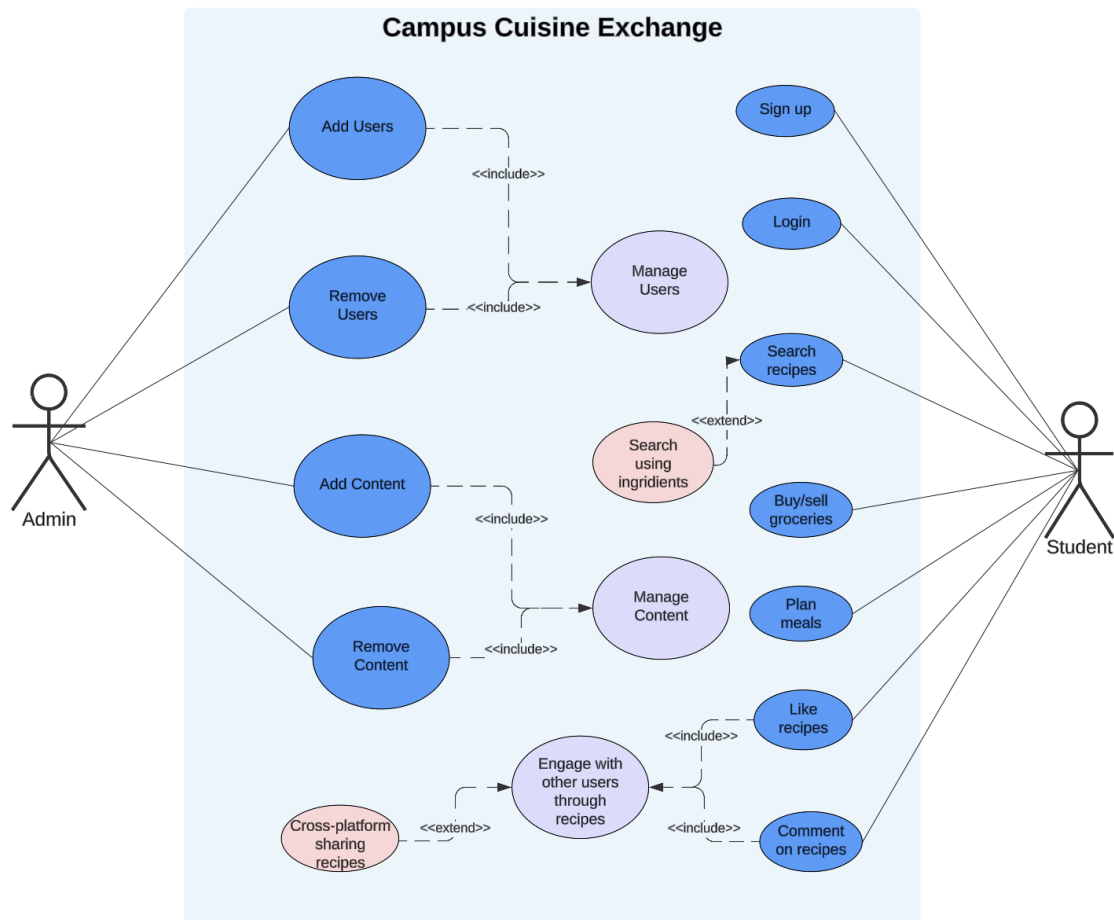 Campus Cuisine Exchange
Add Users
Sign up
<<include>>
Login
Manage
Users
Remove
Users
<<include>>
Search
recipes
<<extend>>
Search
using
ingridients
Add Content
Admin
<<include>>
Buy/sell
groceries
Student
Manage
Content
Plan
meals
Remove
Content
<<include>>
Like
recipes
<<include>>
Engage with
other users
through
recipes
Cross-platform
sharing
recipes
<<extend>>
<<include>>
Comment
on recipes